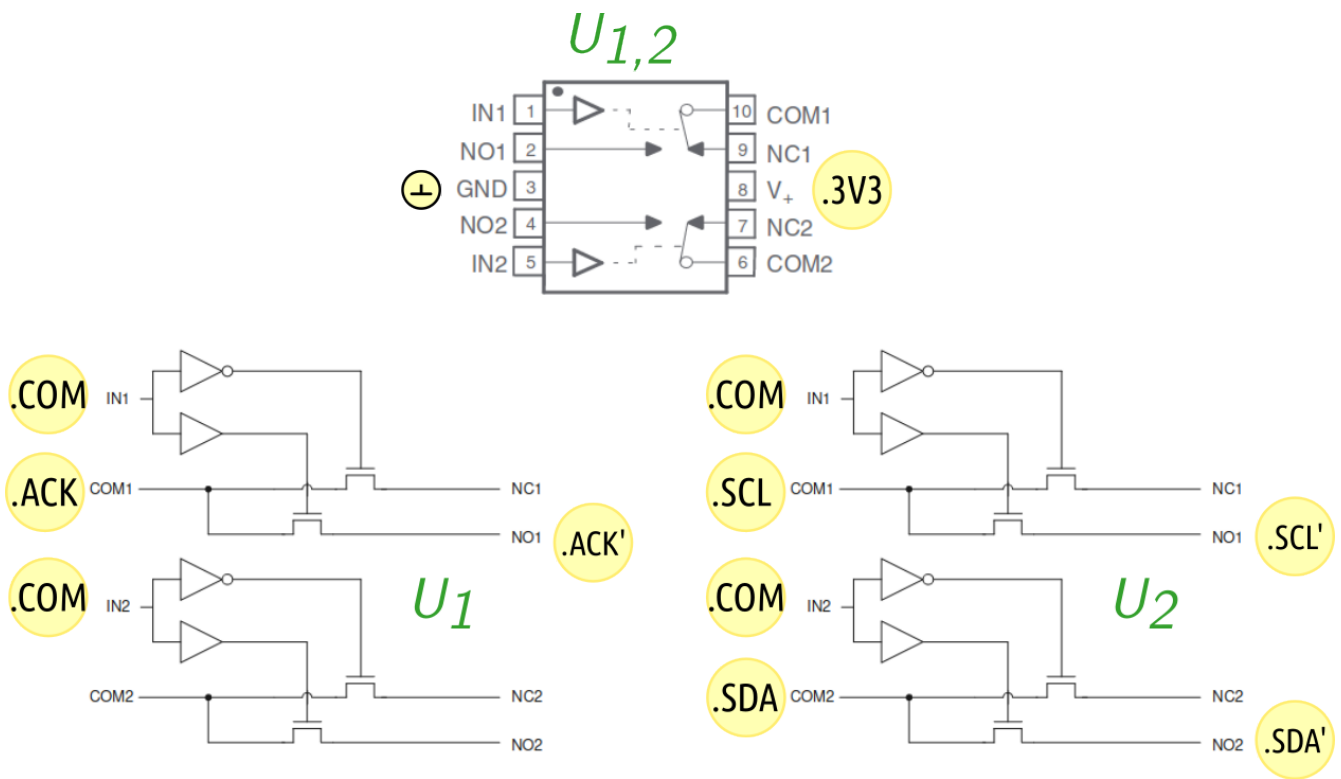 U1,2
IN1 1 10 COM1
NO1 2 9 NC1
⊥ GND 3 8 V+ .3V3
NO2 4 7 NC2
IN2 5 6 COM2
.COM IN1
.ACK COM1 NC1
NO1 .ACK'
.COM IN2 U1
COM2 NC2
NO2
.COM IN1
.SCL COM1 NC1
NO1 .SCL'
.COM IN2 U2
.SDA COM2 NC2
NO2 .SDA'